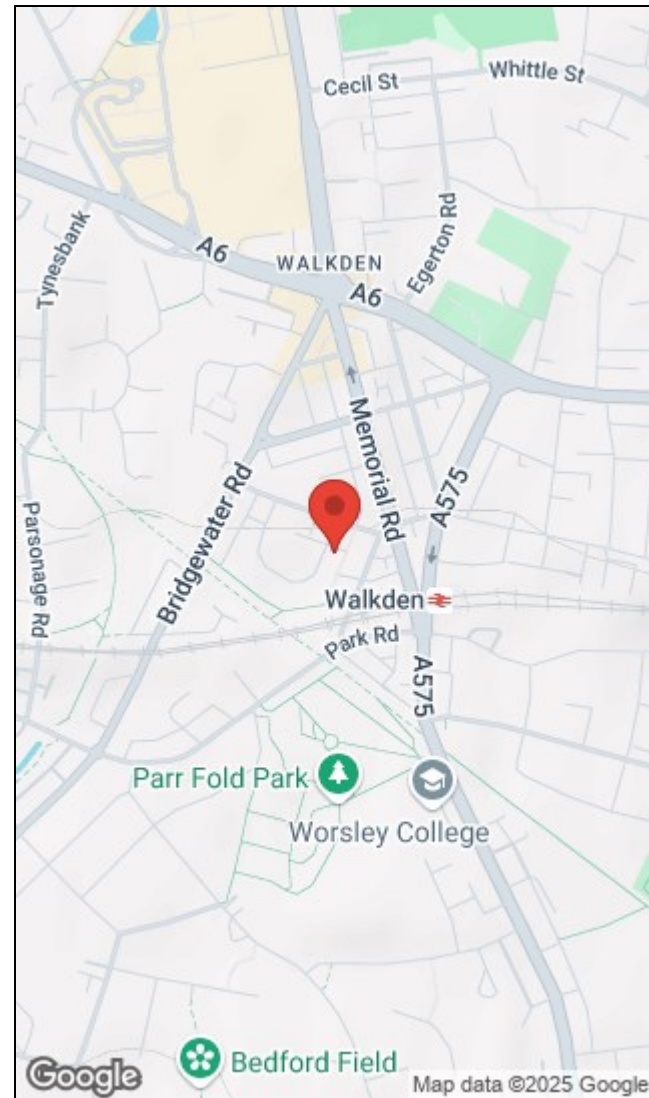 Cecil St
Whittle St
Tynesbank
A6
WALKDEN
A6
Egerton Rd
Memorial Rd
A575
Bridgewater Rd
Parsonage Rd
Walkden
Park Rd
A575
Parr Fold Park
Worsley College
Bedford Field
Google
Map data ©2025 Google